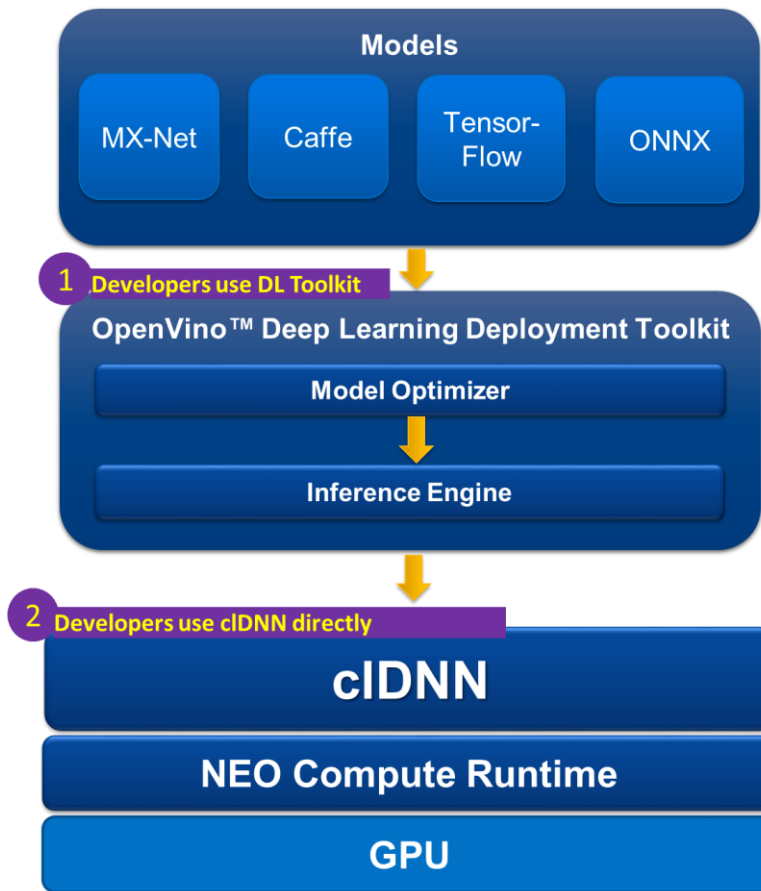 Models
MX-Net
Caffe
Tensor-
Flow
ONNX
1
Developers use DL Toolkit
OpenVino™ Deep Learning Deployment Toolkit
Model Optimizer
Inference Engine
2
Developers use clDNN directly
clDNN
NEO Compute Runtime
GPU